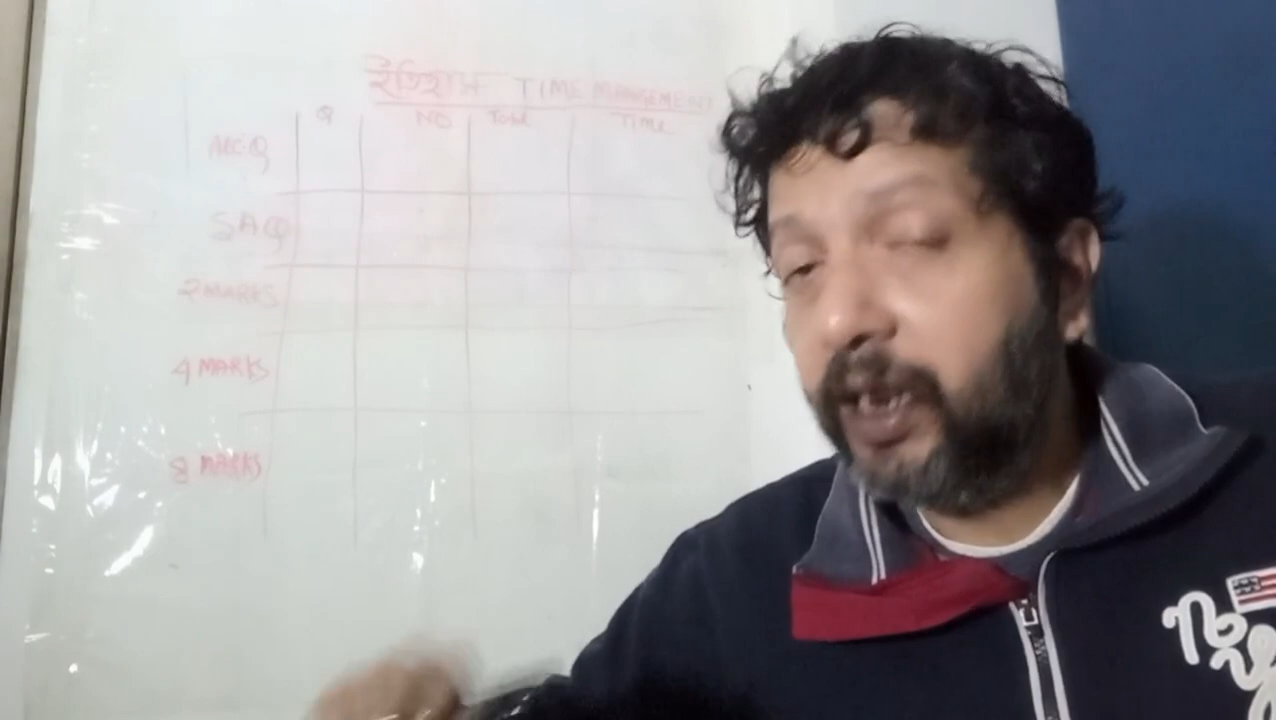 ইতিহাস TIME MANAGEMENT
Q NO Total Time
MCQ
SAQ
2 MARKS
4 MARKS
8 MARKS